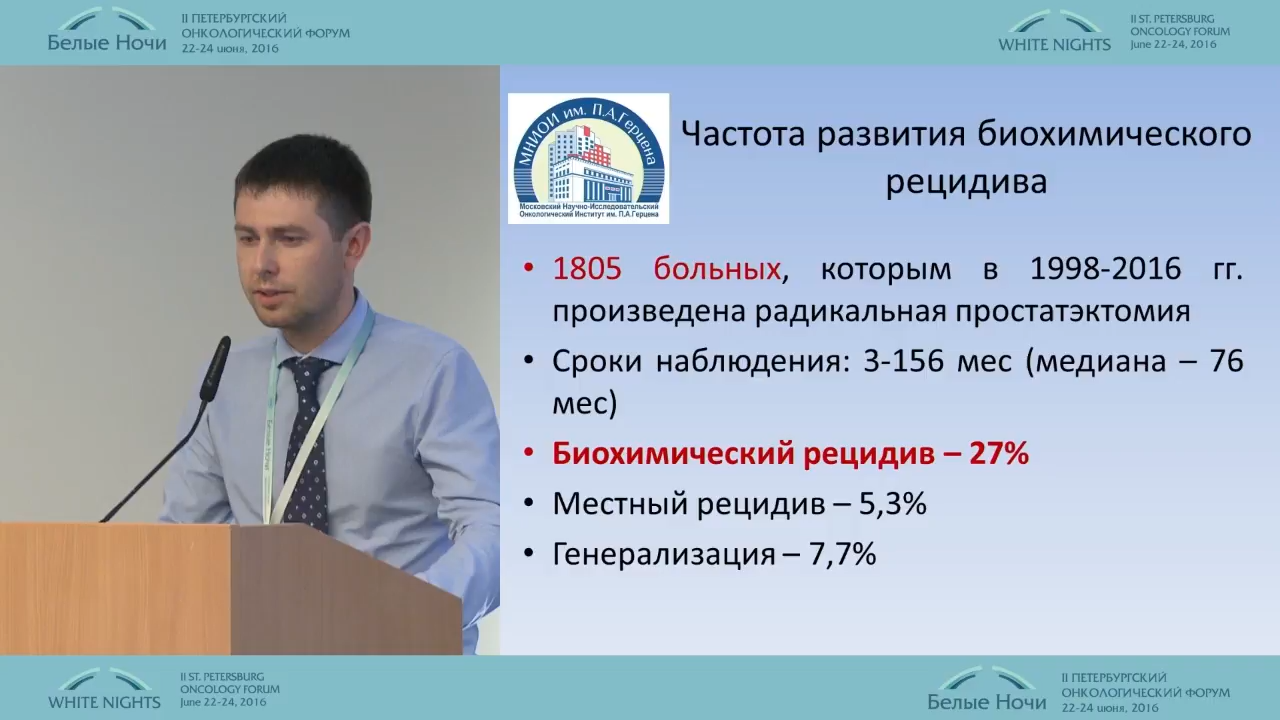 Белые Ночи
II ПЕТЕРБУРГСКИЙ
ОНКОЛОГИЧЕСКИЙ ФОРУМ
22-24 июня, 2016
WHITE NIGHTS
II ST. PETERSBURG
ONCOLOGY FORUM
June 22-24, 2016
МНИОИ им. П.А.Герцена
Московский Научно-Исследовательский
Онкологический Институт им. П.А.Герцена
Частота развития биохимического
рецидива
• 1805 больных, которым в 1998-2016 гг.
произведена радикальная простатэктомия
• Сроки наблюдения: 3-156 мес (медиана – 76
мес)
• Биохимический рецидив – 27%
• Местный рецидив – 5,3%
• Генерализация – 7,7%
Белые Ночи
WHITE NIGHTS
II ST. PETERSBURG
ONCOLOGY FORUM
June 22-24, 2016
Белые Ночи
II ПЕТЕРБУРГСКИЙ
ОНКОЛОГИЧЕСКИЙ ФОРУМ
22-24 июня, 2016